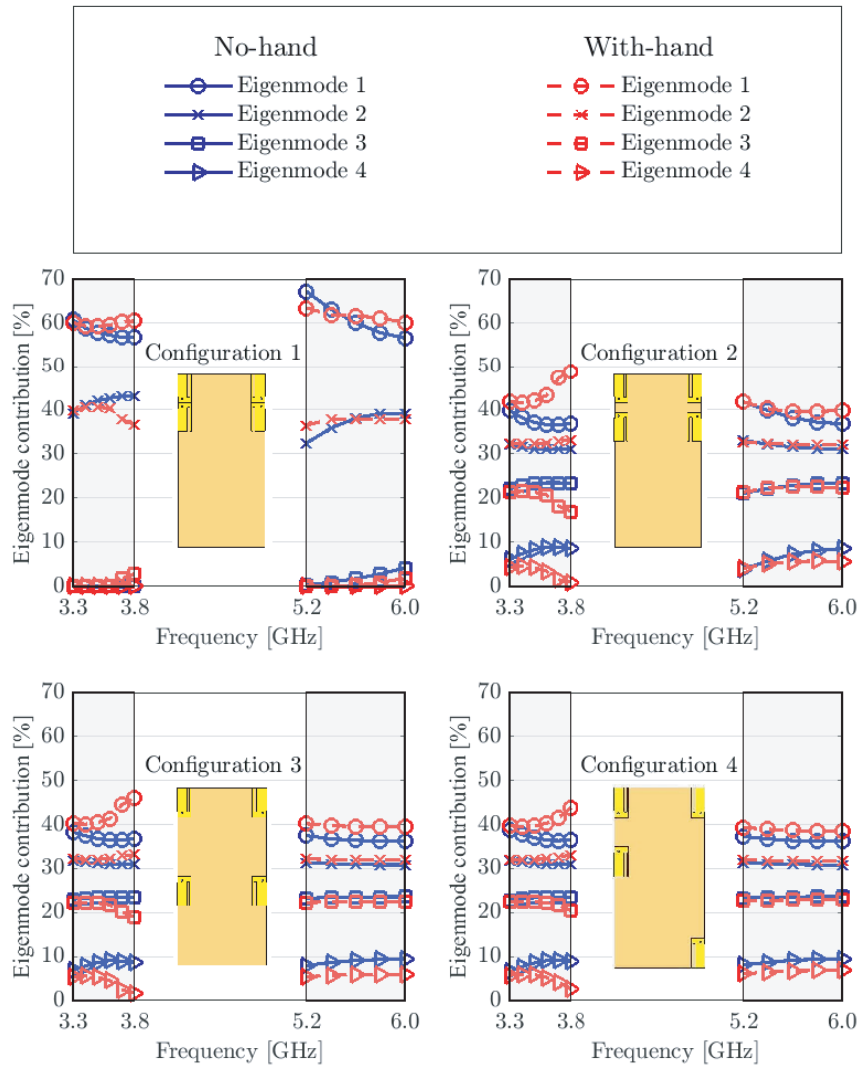 No-hand
Eigenmode 1
Eigenmode 2
Eigenmode 3
Eigenmode 4
With-hand
Eigenmode 1
Eigenmode 2
Eigenmode 3
Eigenmode 4
Eigenmode contribution [%]
70
60
50
40
30
20
10
0
Configuration 1
3.3 3.8 5.2 6.0
Frequency [GHz]
Eigenmode contribution [%]
70
60
50
40
30
20
10
0
Configuration 2
3.3 3.8 5.2 6.0
Frequency [GHz]
Eigenmode contribution [%]
70
60
50
40
30
20
10
0
Configuration 3
3.3 3.8 5.2 6.0
Frequency [GHz]
Eigenmode contribution [%]
70
60
50
40
30
20
10
0
Configuration 4
3.3 3.8 5.2 6.0
Frequency [GHz]